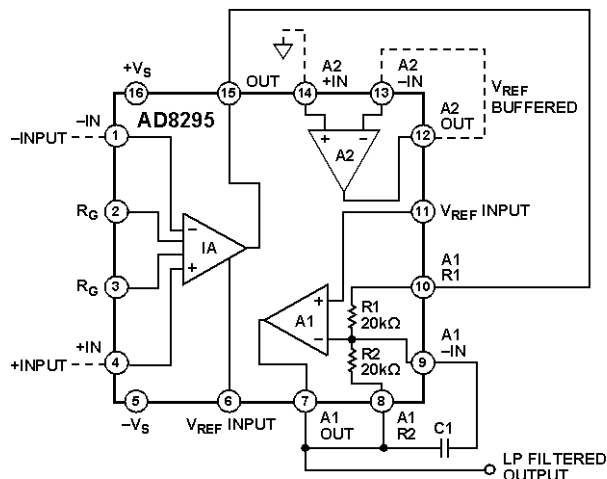 +VS
16
15
OUT
14
A2
+IN
13
A2
–IN
VREF
BUFFERED
AD8295
–IN
–INPUT
1
+
–
A2
A2
OUT
12
RG
2
11
VREF INPUT
–
IA
+
RG
3
A1
R1
10
+
A1
–
R1
20kΩ
R2
20kΩ
+IN
+INPUT
4
9
A1
–IN
5
–VS
6
VREF INPUT
7
A1
OUT
8
A1
R2
C1
LP FILTERED
OUTPUT